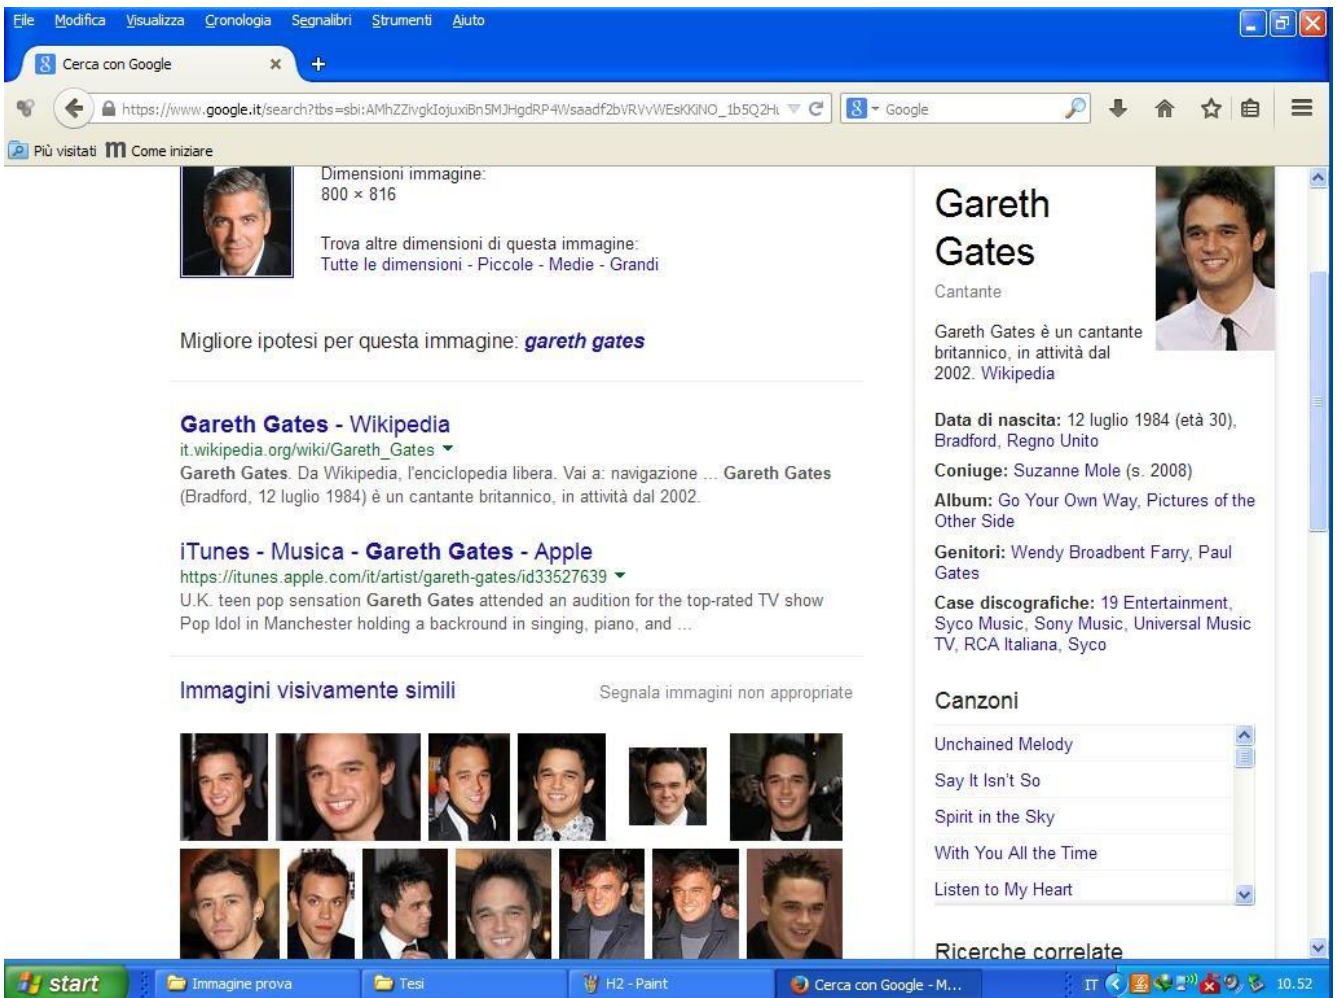 File Modifica Visualizza Cronologia Segnalibri Strumenti Aiuto
Cerca con Google
Google
Più visitati Come iniziare
Dimensioni immagine:
800 × 816
Trova altre dimensioni di questa immagine:
Tutte le dimensioni - Piccole - Medie - Grandi
Migliore ipotesi per questa immagine: gareth gates
Gareth Gates - Wikipedia
it.wikipedia.org/wiki/Gareth_Gates
Gareth Gates. Da Wikipedia, l'enciclopedia libera. Vai a: navigazione ... Gareth Gates
(Bradford, 12 luglio 1984) è un cantante britannico, in attività dal 2002.
iTunes - Musica - Gareth Gates - Apple
https://itunes.apple.com/it/artist/gareth-gates/id33527639
U.K. teen pop sensation Gareth Gates attended an audition for the top-rated TV show
Pop Idol in Manchester holding a backround in singing, piano, and ...
Immagini visivamente simili Segnala immagini non appropriate
Gareth
Gates
Cantante
Gareth Gates è un cantante
britannico, in attività dal
2002. Wikipedia
Data di nascita: 12 luglio 1984 (età 30),
Bradford, Regno Unito
Coniuge: Suzanne Mole (s. 2008)
Album: Go Your Own Way, Pictures of the
Other Side
Genitori: Wendy Broadbent Farry, Paul
Gates
Case discografiche: 19 Entertainment,
Syco Music, Sony Music, Universal Music
TV, RCA Italiana, Syco
Canzoni
Unchained Melody
Say It Isn't So
Spirit in the Sky
With You All the Time
Listen to My Heart
Ricerche correlate
start Immagine prova Tesi H2 - Paint Cerca con Google - M... IT 10.52